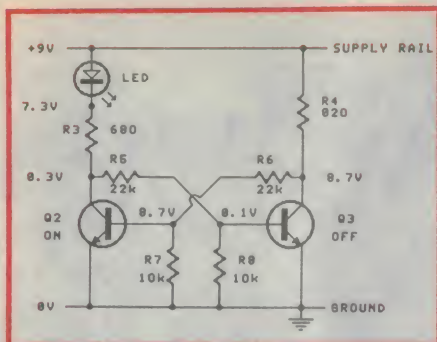 +9V
SUPPLY RAIL
LED
R4
820
7.3V
R3 680
0.3V
R5
R6
8.7V
22k
22k
Q2
0.7V
0.1V
Q3
ON
OFF
R7
R8
10k
10k
0V
GROUND